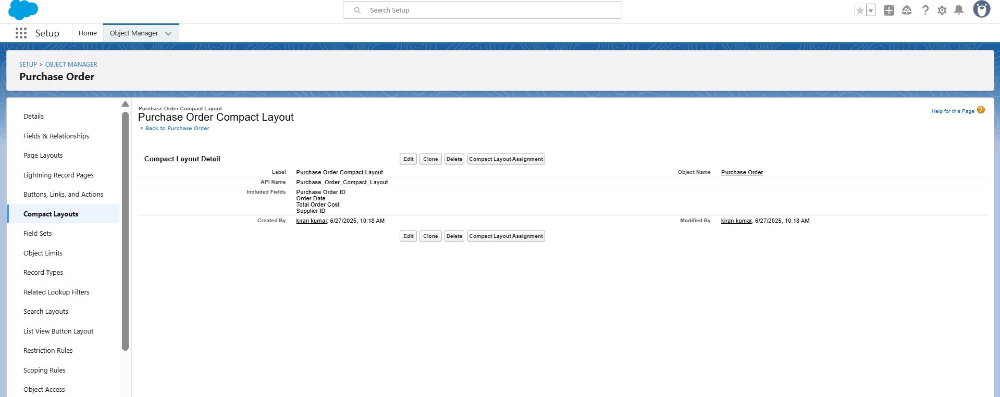 Search Setup
Setup
Home
Object Manager
SETUP > OBJECT MANAGER
Purchase Order
Details
Fields & Relationships
Page Layouts
Lightning Record Pages
Buttons, Links, and Actions
Compact Layouts
Field Sets
Object Limits
Record Types
Related Lookup Filters
Search Layouts
List View Button Layout
Restriction Rules
Scoping Rules
Object Access
Purchase Order Compact Layout
Purchase Order Compact Layout
« Back to Purchase Order
Help for this Page ?
Compact Layout Detail
Edit Clone Delete Compact Layout Assignment
Label Purchase Order Compact Layout Object Name Purchase Order
API Name Purchase_Order_Compact_Layout
Included Fields Purchase Order ID
Order Date
Total Order Cost
Supplier ID
Created By kiran kumar, 6/27/2025, 10:18 AM Modified By kiran kumar, 6/27/2025, 10:18 AM
Edit Clone Delete Compact Layout Assignment